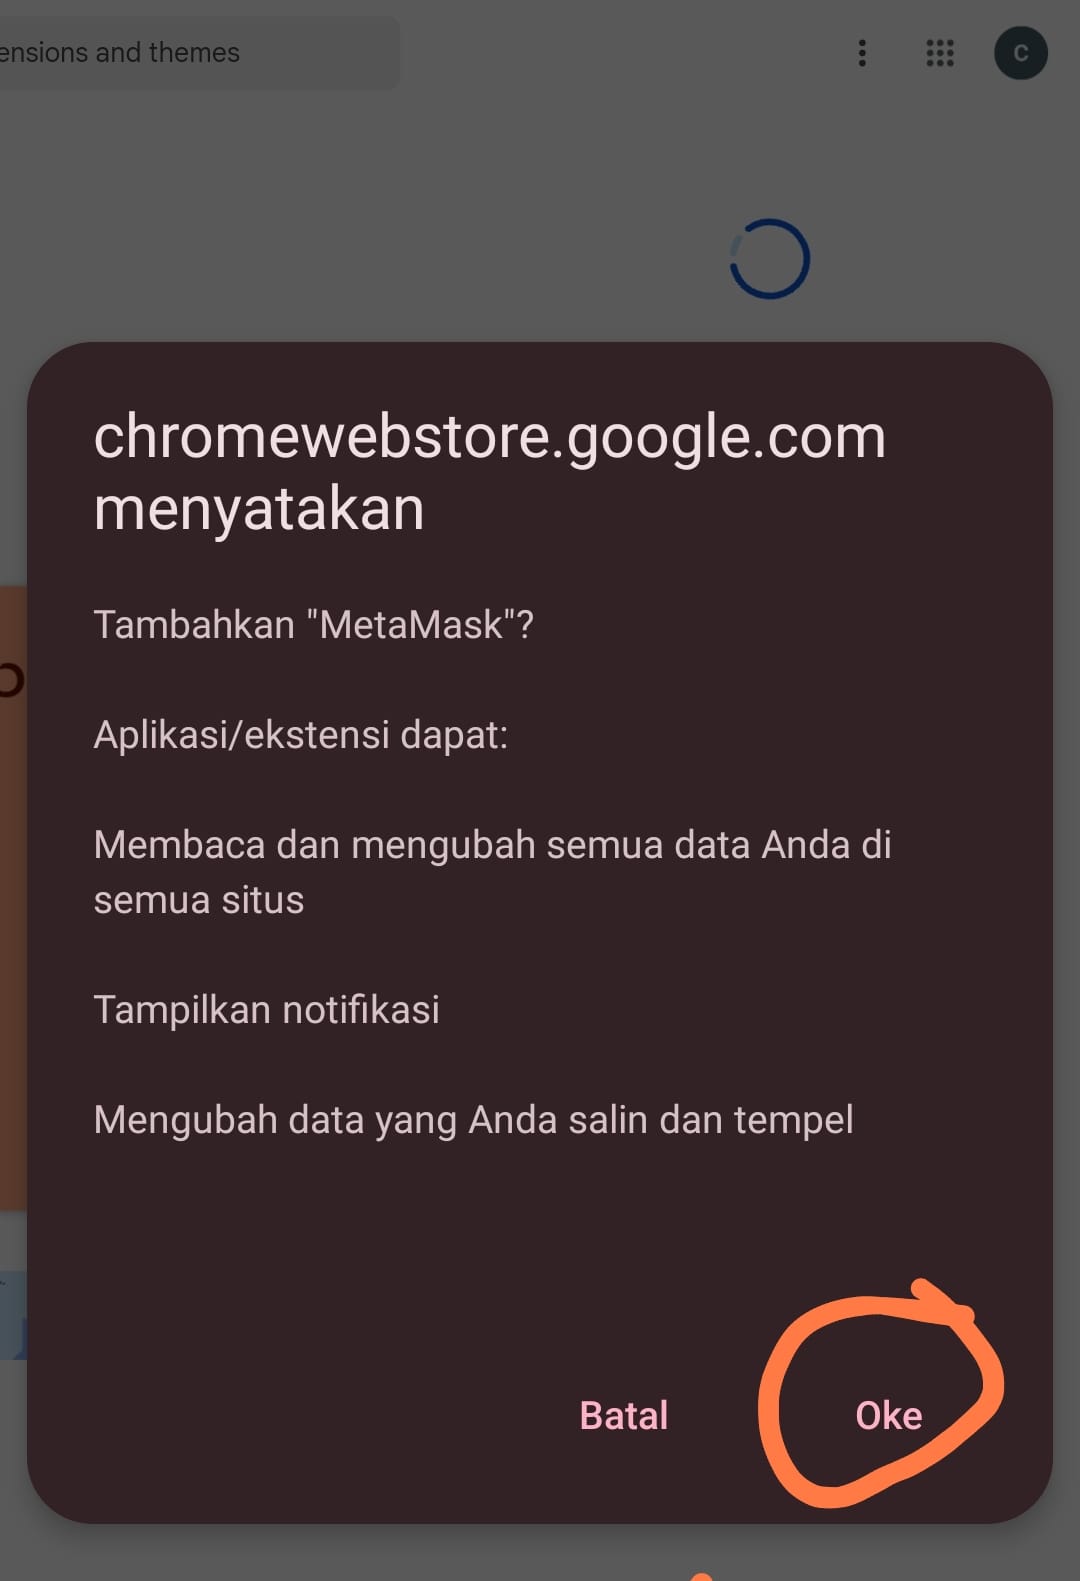 ensions and themes
C
chromewebstore.google.com
menyatakan
Tambahkan "MetaMask"?
Aplikasi/ekstensi dapat:
Membaca dan mengubah semua data Anda di
semua situs
Tampilkan notifikasi
Mengubah data yang Anda salin dan tempel
Batal Oke